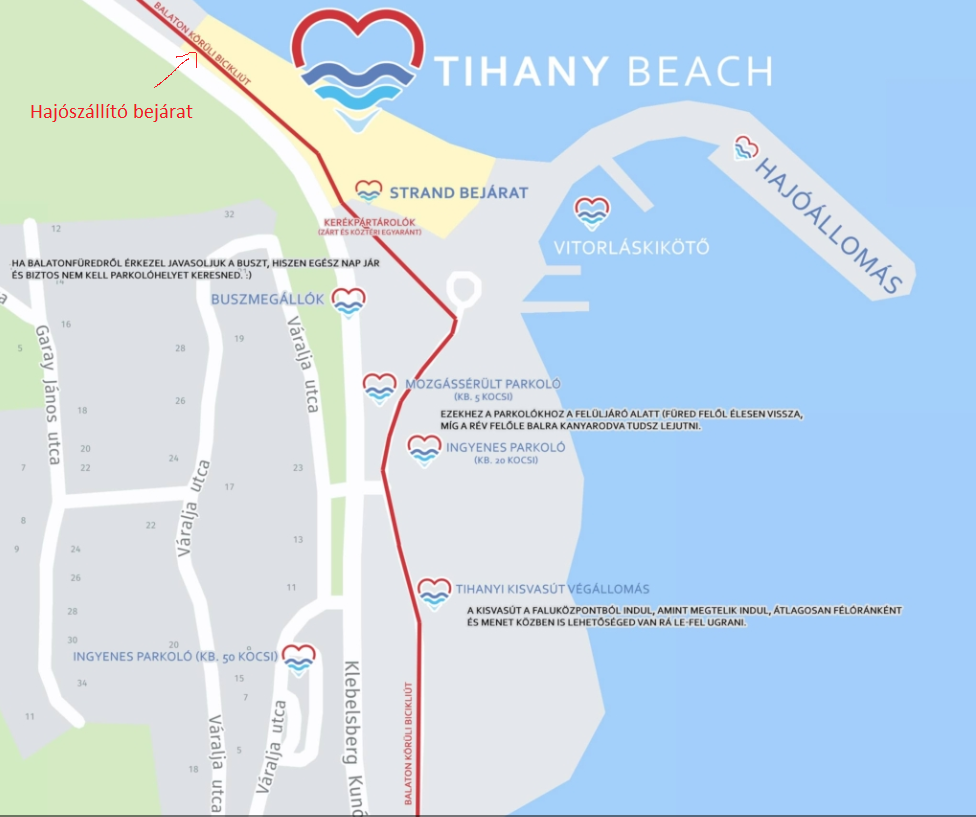 BALATON KÖRÜLI BICIKLIÚT
TIHANY BEACH
Hajószállító bejárat
HAJÓÁLLOMÁS
STRAND BEJÁRAT
32
KERÉKPÁRTÁROLÓK
(ZÁRT ÉS KÖZTÉRI EGYARÁNT)
12
VITORLÁSKIKÖTŐ
HA BALATONFÜREDRŐL ÉRKEZEL JAVASOLJUK A BUSZT, HISZEN EGÉSZ NAP JÁR
ÉS BIZTOS NEM KELL PARKOLÓHELYET KERESNED. :)
14
a
BUSZMEGÁLLÓK
16
19
Garay János utca
5
28
Váralja utca
MOZGÁSSÉRÜLT PARKOLÓ
(KB. 5 KOCSI)
26
18
EZEKHEZ A PARKOLÓKHOZ A FELÜLJÁRÓ ALATT (FÜRED FELŐL ÉLESEN VISSZA,
MÍG A RÉV FELŐLE BALRA KANYARODVA TUDSZ LEJUTNI.
20
INGYENES PARKOLÓ
(KB. 20 KOCSI)
24
7
22
23
17
Váralja utca
8
22
13
9
24
26
11
TIHANYI KISVASÚT VÉGÁLLOMÁS
28
A KISVASÚT A FALUKÖZPONTBÓL INDUL, AMINT MEGTELIK INDUL, ÁTLAGOSAN FÉLÓRÁNKÉNT
ÉS MENET KÖZBEN IS LEHETŐSÉGED VAN RÁ LE-FEL UGRANI.
30
20
INGYENES PARKOLÓ (KB. 50 KOCSI)
15
34
7
11
Váralja utca
Váralja utca
Klebelsberg Kunó
BALATON KÖRÜLI BICIKLIÚT
5
18